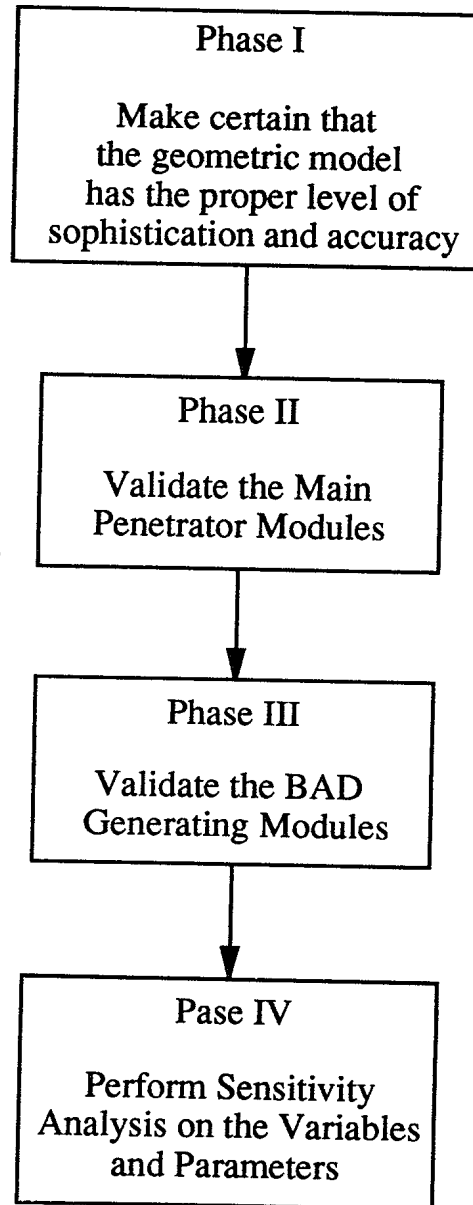 Phase I
Make certain that
the geometric model
has the proper level of
sophistication and accuracy
Phase II
Validate the Main
Penetrator Modules
Phase III
Validate the BAD
Generating Modules
Pase IV
Perform Sensitivity
Analysis on the Variables
and Parameters